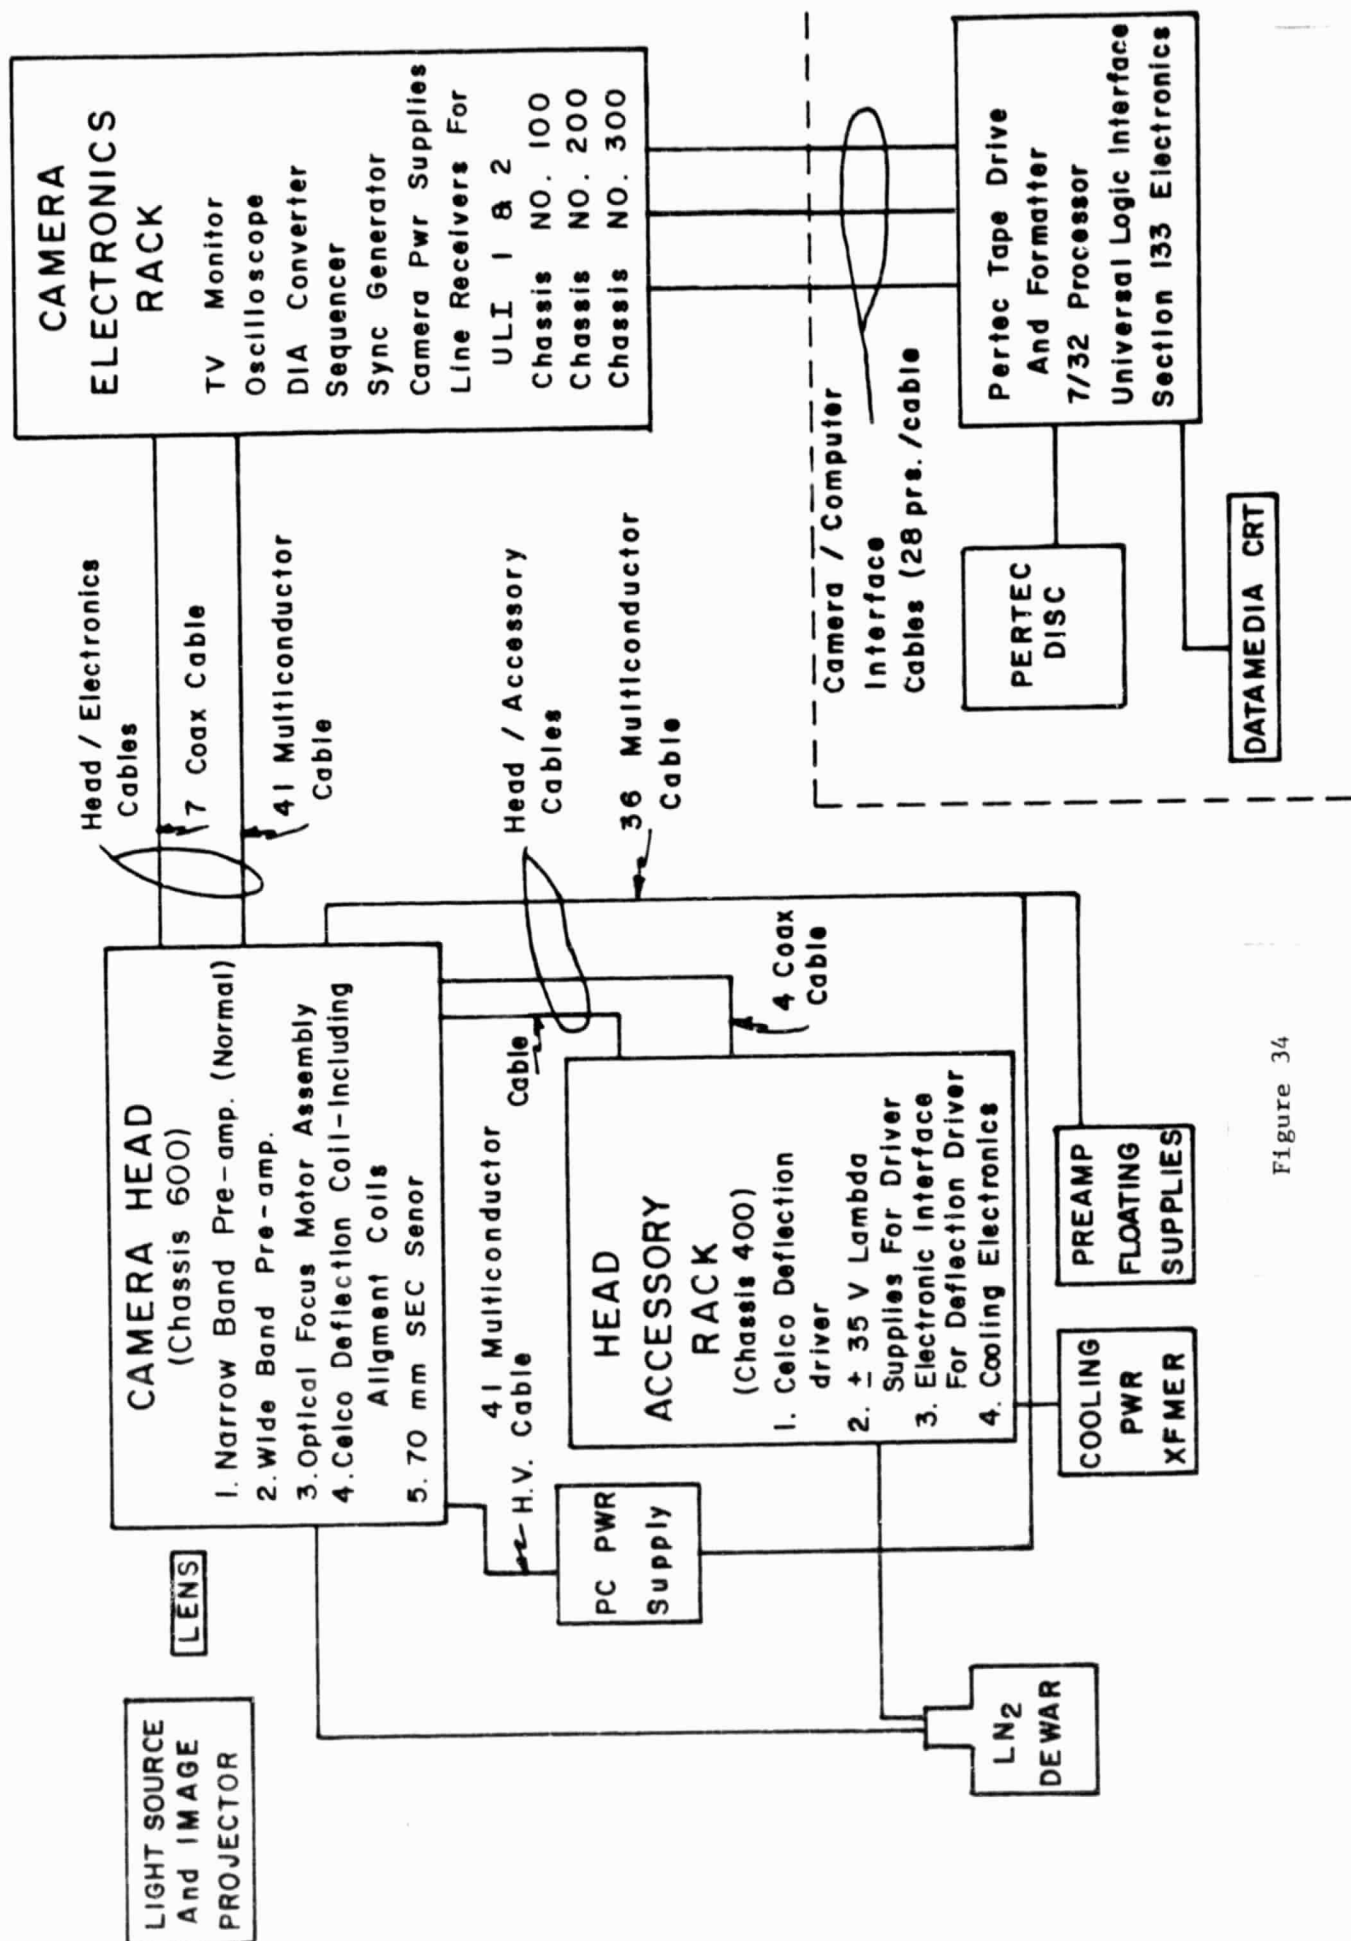 LIGHT SOURCE
And IMAGE
PROJECTOR
LENS
CAMERA HEAD
(Chassis 600)
1. Narrow Band Pre-amp. (Normal)
2. Wide Band Pre-amp.
3. Optical Focus Motor Assembly
4. Celco Deflection Coil-Including
Aligment Coils
5. 70 mm SEC Senor
Head / Electronics
Cables
7 Coax Cable
41 Multiconductor
Cable
CAMERA
ELECTRONICS
RACK
TV Monitor
Oscilloscope
DIA Converter
Sequencer
Sync Generator
Camera Pwr Supplies
Line Receivers For
ULI 1 & 2
Chassis NO. 100
Chassis NO. 200
Chassis NO. 300
41 Multiconductor
Cable
H.V. Cable
Head / Accessory
Cables
36 Multiconductor
Cable
4 Coax
Cable
PC PWR
Supply
HEAD
ACCESSORY
RACK
(Chassis 400)
1. Celco Deflection
driver
2. ± 35 V Lambda
Supplies For Driver
3. Electronic Interface
For Deflection Driver
4. Cooling Electronics
LN2
DEWAR
COOLING
PWR
XFMER
PREAMP
FLOATING
SUPPLIES
Camera / Computer
Interface
Cables (28 prs./cable
Pertec Tape Drive
And Formatter
7/32 Processor
Universal Logic Interface
Section 133 Electronics
PERTEC
DISC
DATAMEDIA CRT
Figure 34